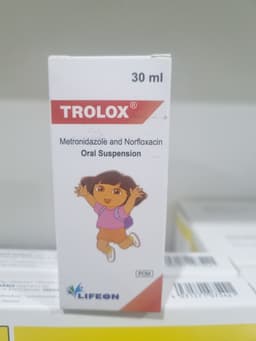 30 ml
TROLOX®
Metronidazole and Norfloxacin
Oral Suspension
LIFEON